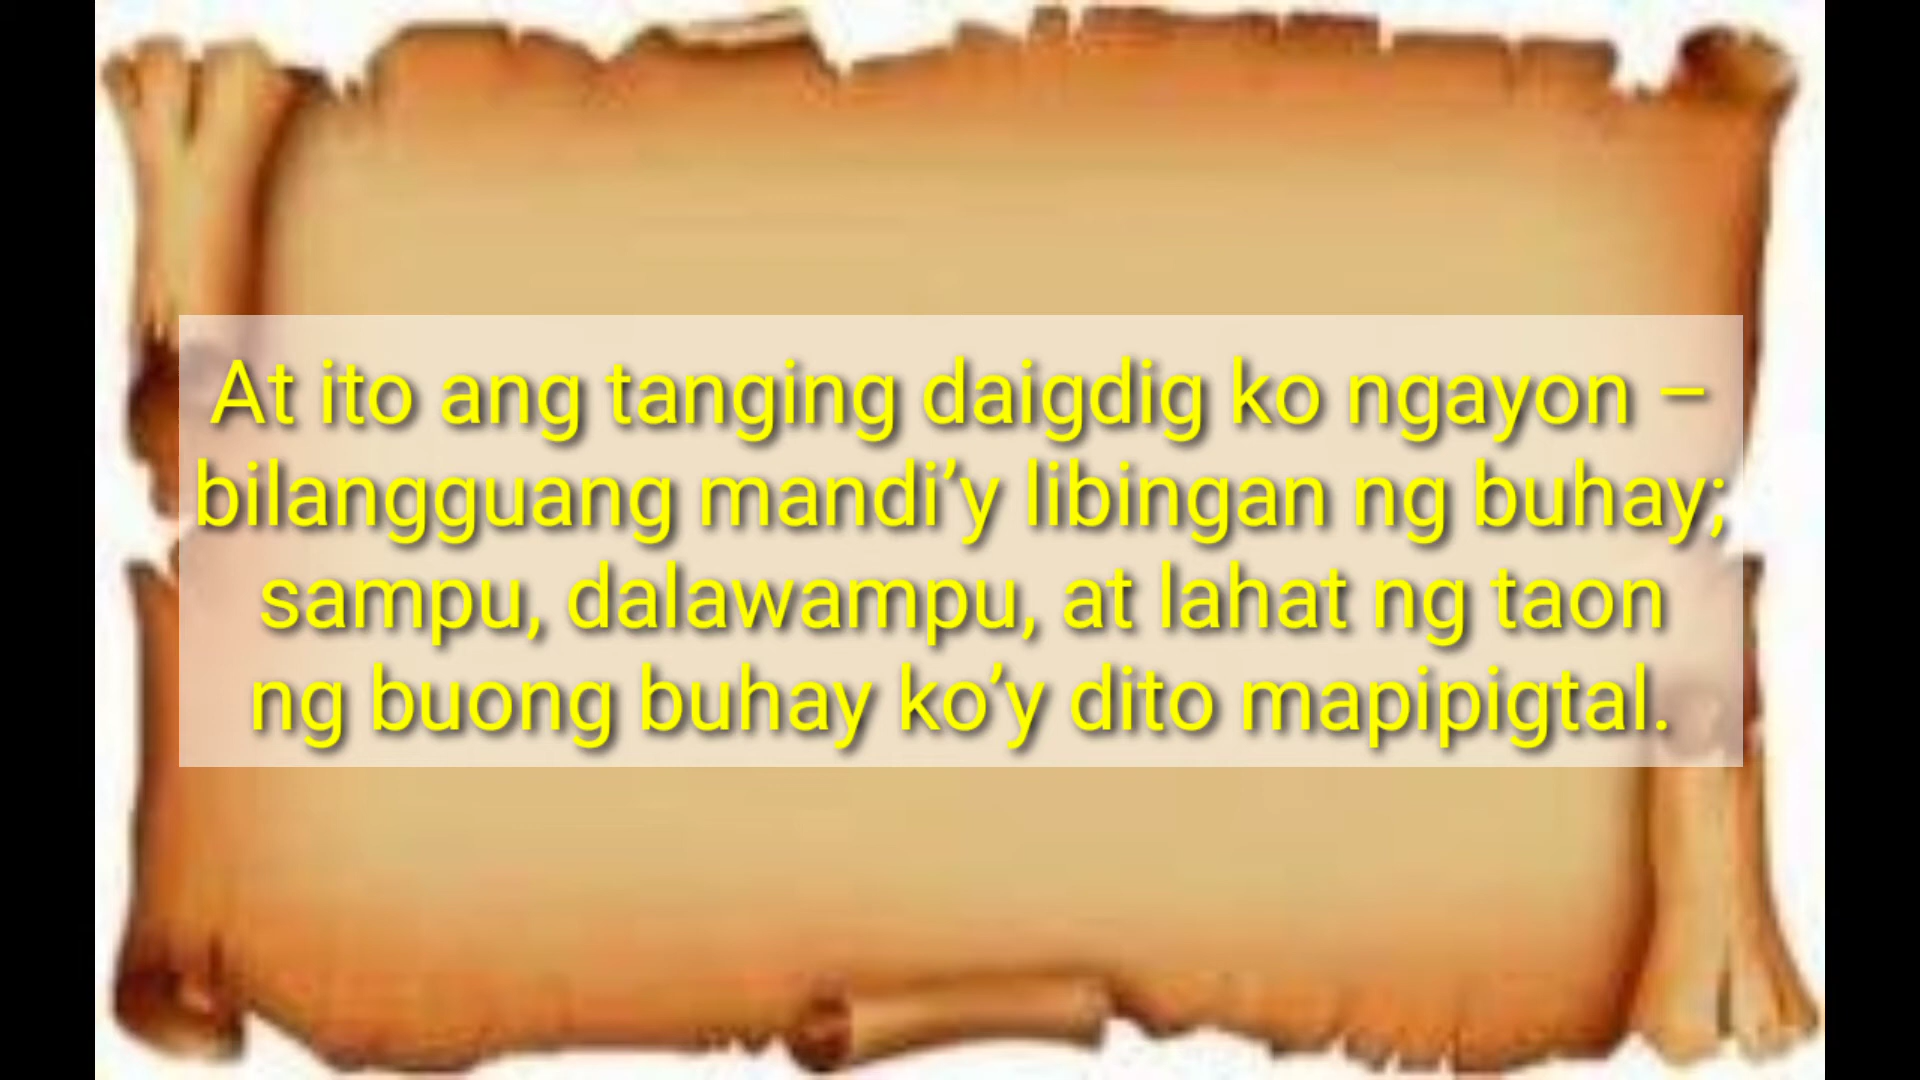 At ito ang tanging daigdig ko ngayon –
bilangguang mandi’y libingan ng buhay;
sampu, dalawampu, at lahat ng taon
ng buong buhay ko’y dito mapipigtal.